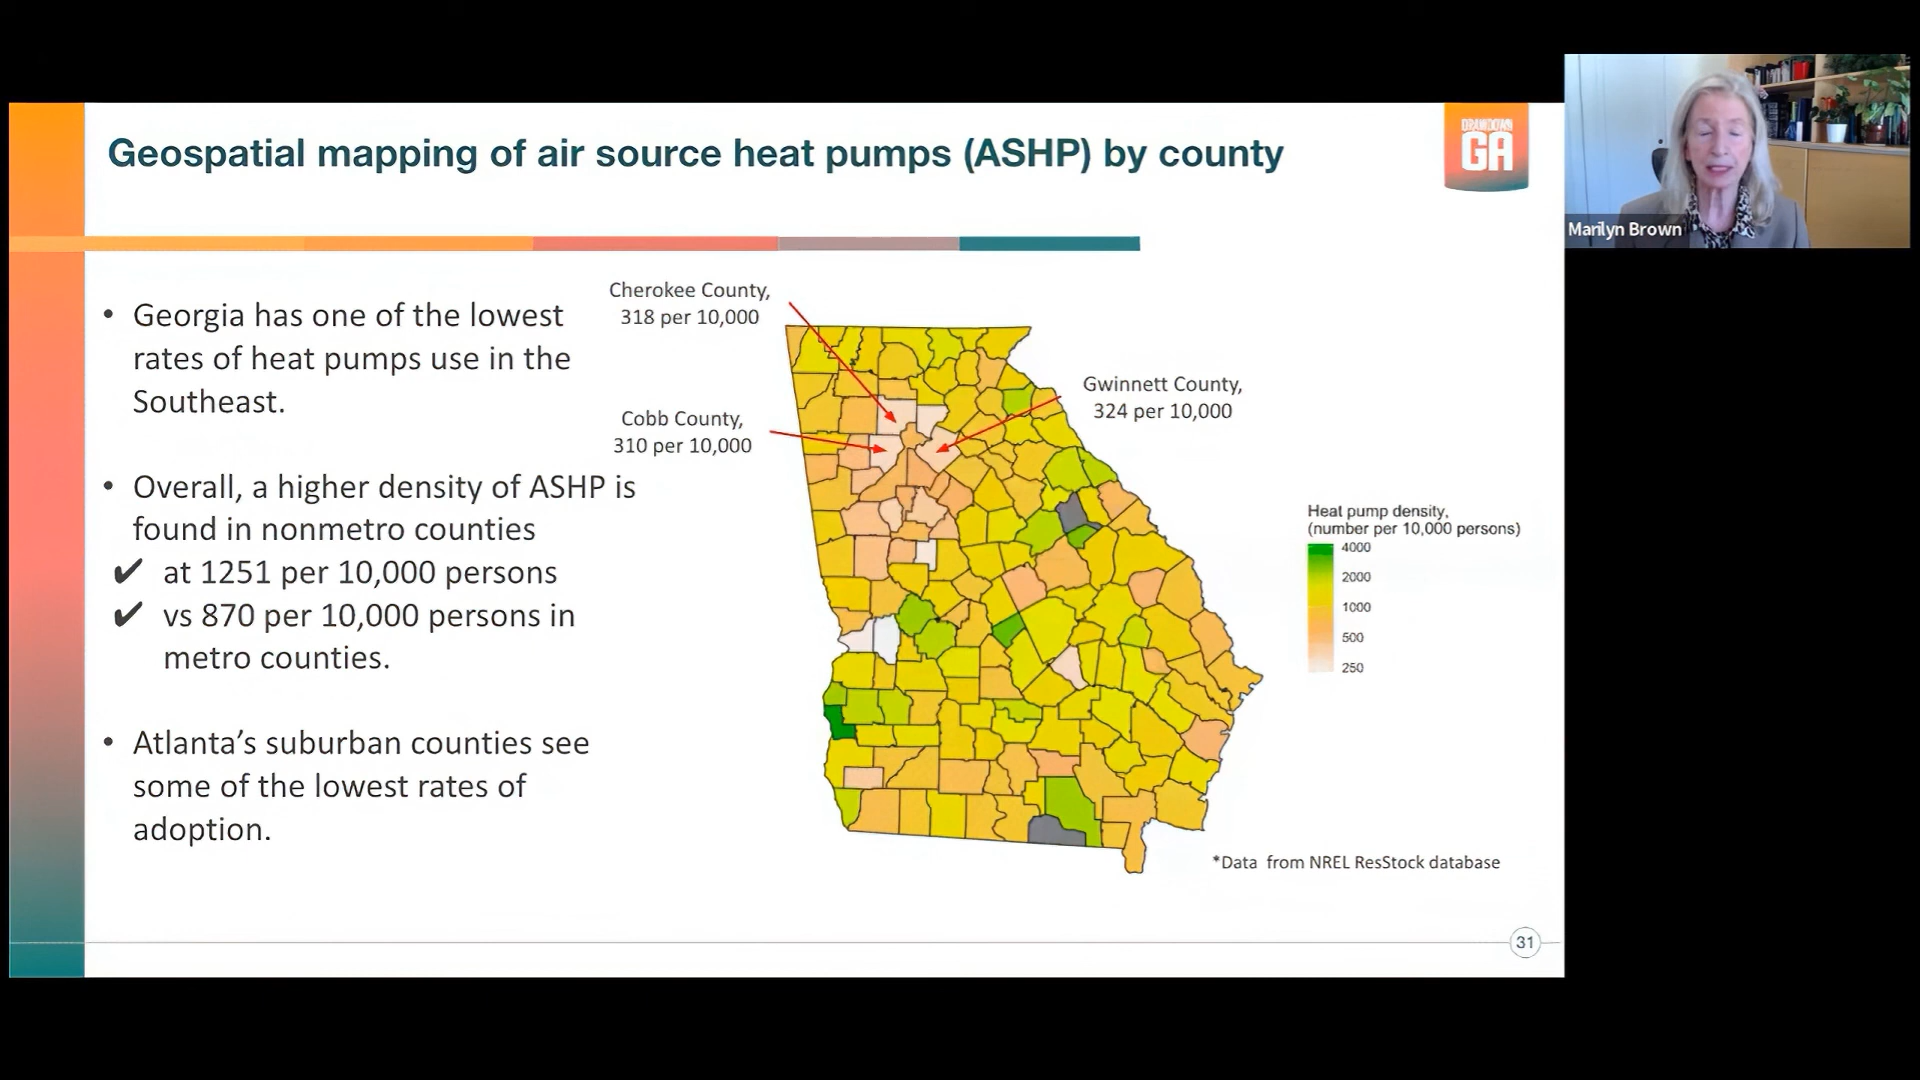 Geospatial mapping of air source heat pumps (ASHP) by county
DRAWDOWN
GA
Marilyn Brown
• Georgia has one of the lowest
rates of heat pumps use in the
Southeast.
• Overall, a higher density of ASHP is
found in nonmetro counties
✔ at 1251 per 10,000 persons
✔ vs 870 per 10,000 persons in
metro counties.
• Atlanta’s suburban counties see
some of the lowest rates of
adoption.
Cherokee County,
318 per 10,000
Cobb County,
310 per 10,000
Gwinnett County,
324 per 10,000
Heat pump density,
(number per 10,000 persons)
4000
2000
1000
500
250
*Data from NREL ResStock database
31